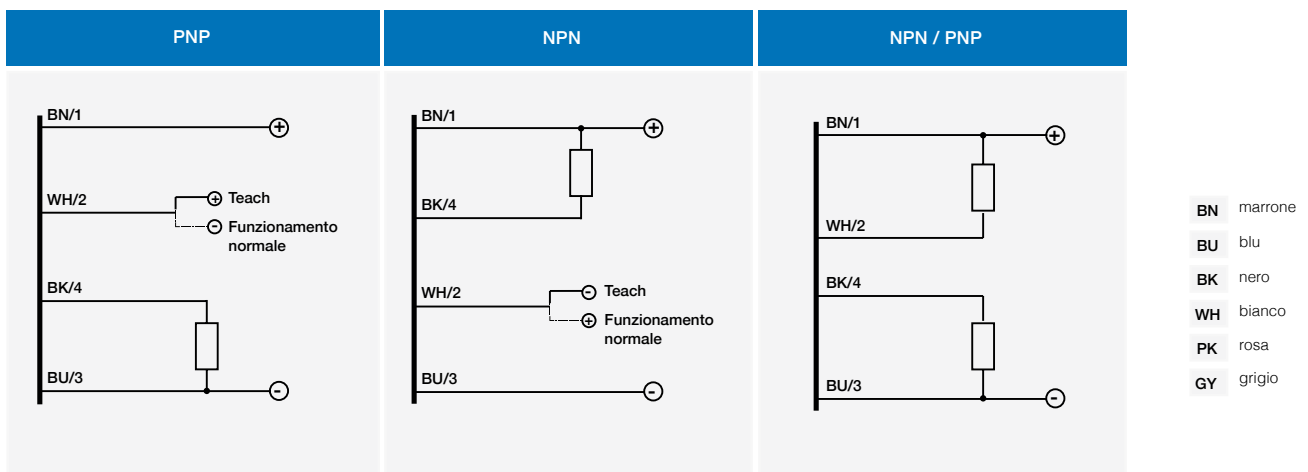 PNP
NPN
NPN / PNP
BN/1
+
WH/2
+ Teach
- Funzionamento
normale
BK/4
BU/3
-
BN/1
+
BK/4
WH/2
- Teach
+ Funzionamento
normale
BU/3
-
BN/1
+
WH/2
BK/4
BU/3
-
BN marrone
BU blu
BK nero
WH bianco
PK rosa
GY grigio